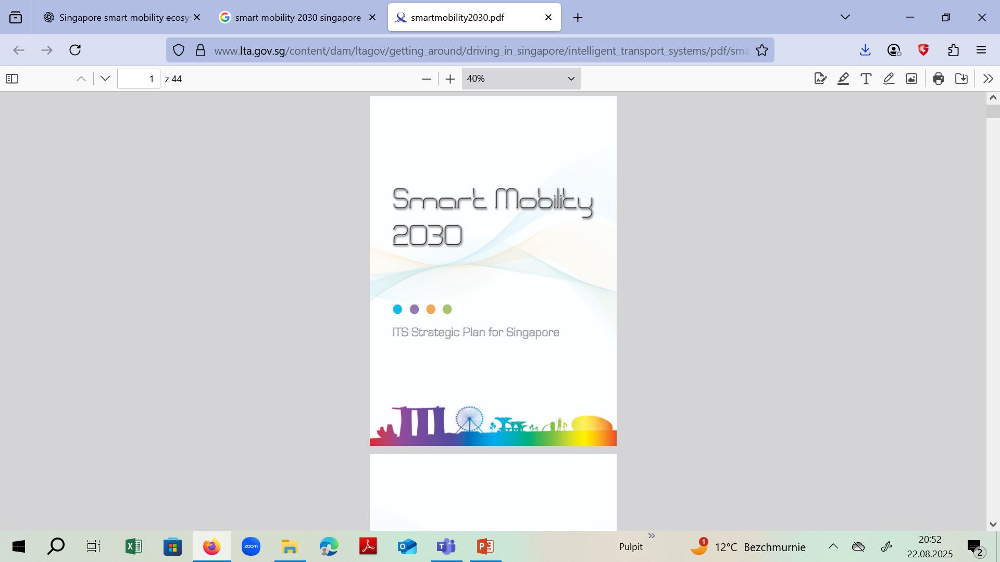 Singapore smart mobility ecosy
smart mobility 2030 singapore -
smartmobility2030.pdf
www.lta.gov.sg/content/dam/ltagov/getting_around/driving_in_singapore/intelligent_transport_systems/pdf/sma
1 z 44
40%
Smart Mobility
2030
ITS Strategic Plan for Singapore
zoom
Pulpit
1
12°C Bezchmurnie
20:52
22.08.2025
2